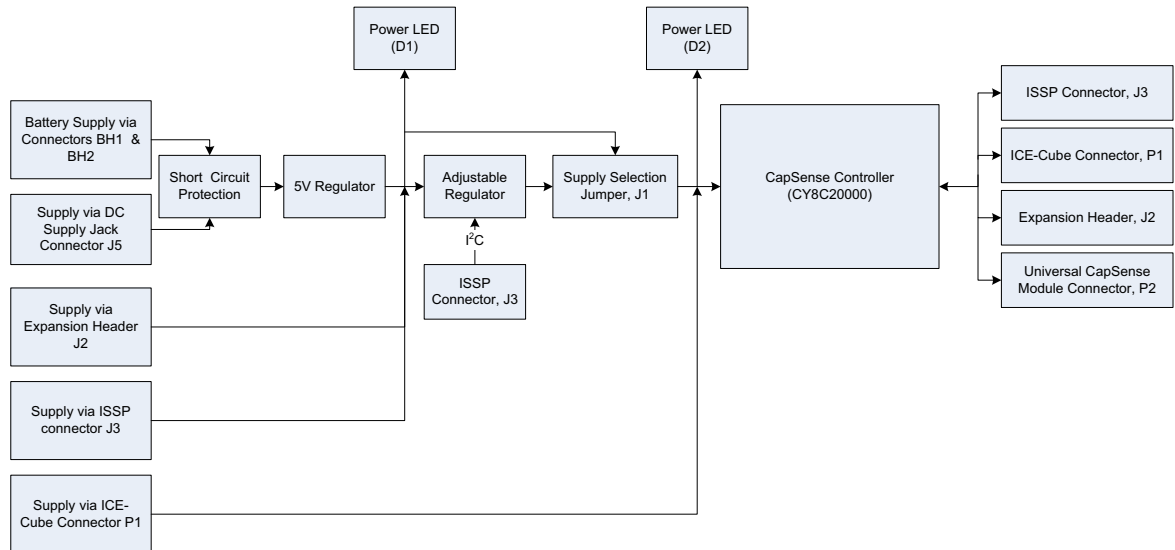 Power LED
(D1)
Power LED
(D2)
Battery Supply via
Connectors BH1 &
BH2
Short Circuit
Protection
5V Regulator
Adjustable
Regulator
Supply Selection
Jumper, J1
CapSense Controller
(CY8C20000)
ISSP Connector, J3
ICE-Cube Connector, P1
Expansion Header, J2
Universal CapSense
Module Connector, P2
Supply via DC
Supply Jack
Connector J5
I²C
ISSP
Connector, J3
Supply via
Expansion Header
J2
Supply via ISSP
connector J3
Supply via ICE-
Cube Connector P1